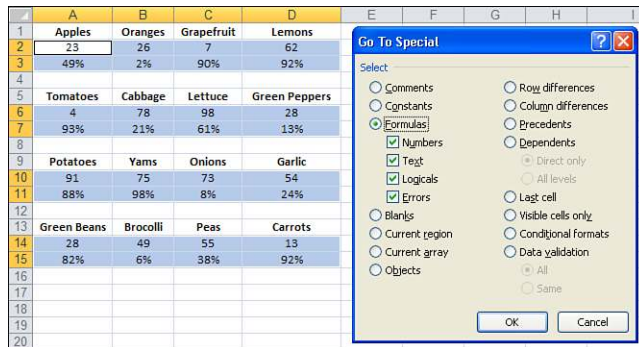 A B C D E F G H I
1 Apples Oranges Grapefruit Lemons
2 23 26 7 62
3 49% 2% 90% 92%
4
5 Tomatoes Cabbage Lettuce Green Peppers
6 4 78 98 28
7 93% 21% 61% 13%
8
9 Potatoes Yams Onions Garlic
10 91 75 73 54
11 88% 98% 8% 24%
12
13 Green Beans Brocolli Peas Carrots
14 28 49 55 13
15 82% 6% 38% 92%
16
17
18
19
20
Go To Special ? X
Select
Comments Row differences
Constants Column differences
Formulas Precedents
Numbers Dependents
Text Direct only
Logicals All levels
Errors Last cell
Blanks Visible cells only
Current region Conditional formats
Current array Data validation
Objects All
Same
OK Cancel